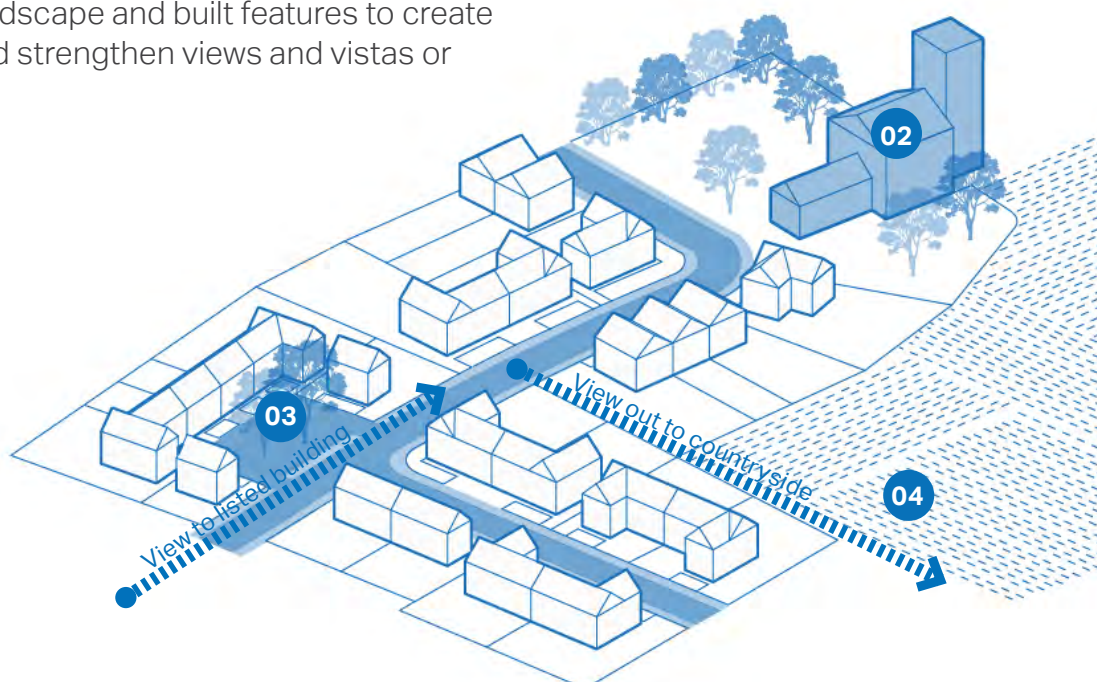 dscape and built features to create
d strengthen views and vistas or
02
03
View to listed building
View out to countryside
04